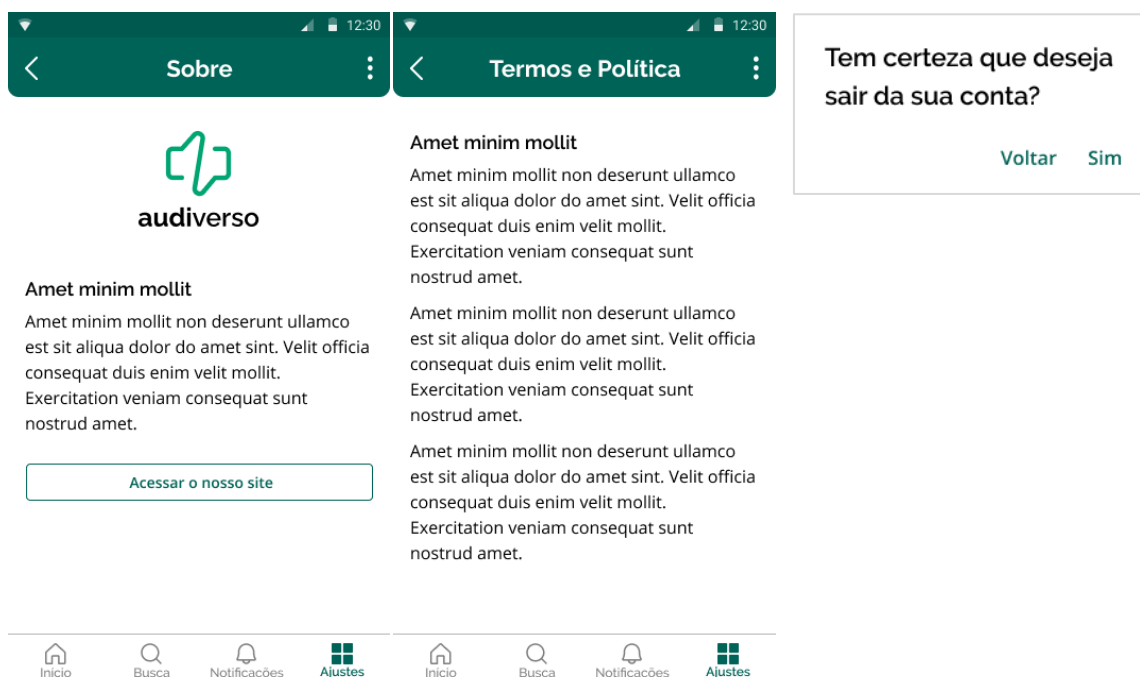 12:30
Sobre
audiverso
Amet minim mollit
Amet minim mollit non deserunt ullamco
est sit aliqua dolor do amet sint. Velit officia
consequat duis enim velit mollit.
Exercitation veniam consequat sunt
nostrud amet.
Acessar o nosso site
Início
Busca
Notificações
Ajustes
12:30
Termos e Política
Amet minim mollit
Amet minim mollit non deserunt ullamco
est sit aliqua dolor do amet sint. Velit officia
consequat duis enim velit mollit.
Exercitation veniam consequat sunt
nostrud amet.
Amet minim mollit non deserunt ullamco
est sit aliqua dolor do amet sint. Velit officia
consequat duis enim velit mollit.
Exercitation veniam consequat sunt
nostrud amet.
Amet minim mollit non deserunt ullamco
est sit aliqua dolor do amet sint. Velit officia
consequat duis enim velit mollit.
Exercitation veniam consequat sunt
nostrud amet.
Início
Busca
Notificações
Ajustes
Tem certeza que deseja
sair da sua conta?
Voltar
Sim